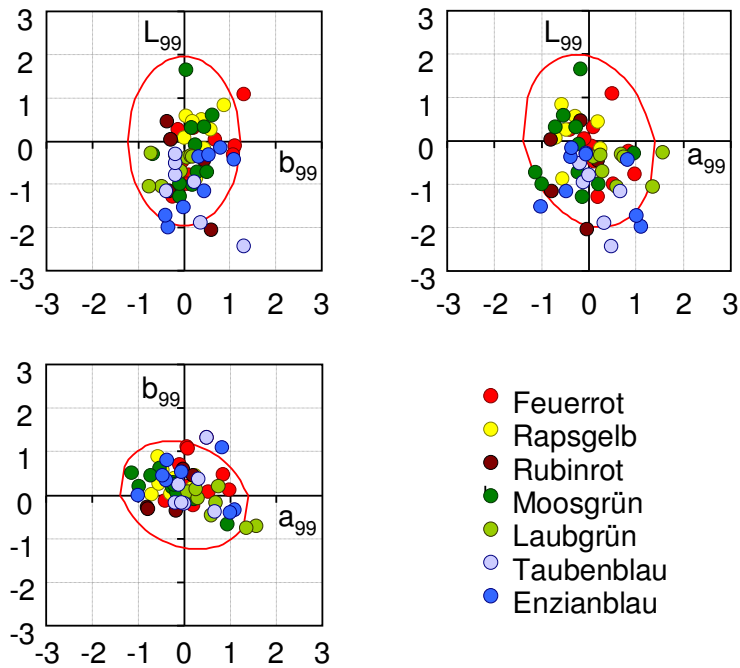 3
2
1
0
-1
-2
-3
L99
b99
-3 -2 -1 0 1 2 3
3
2
1
0
-1
-2
-3
L99
a99
-3 -2 -1 0 1 2 3
3
2
1
0
-1
-2
-3
b99
a99
-3 -2 -1 0 1 2 3
Feuerrot
Rapsgelb
Rubinrot
Moosgrün
Laubgrün
Taubenblau
Enzianblau